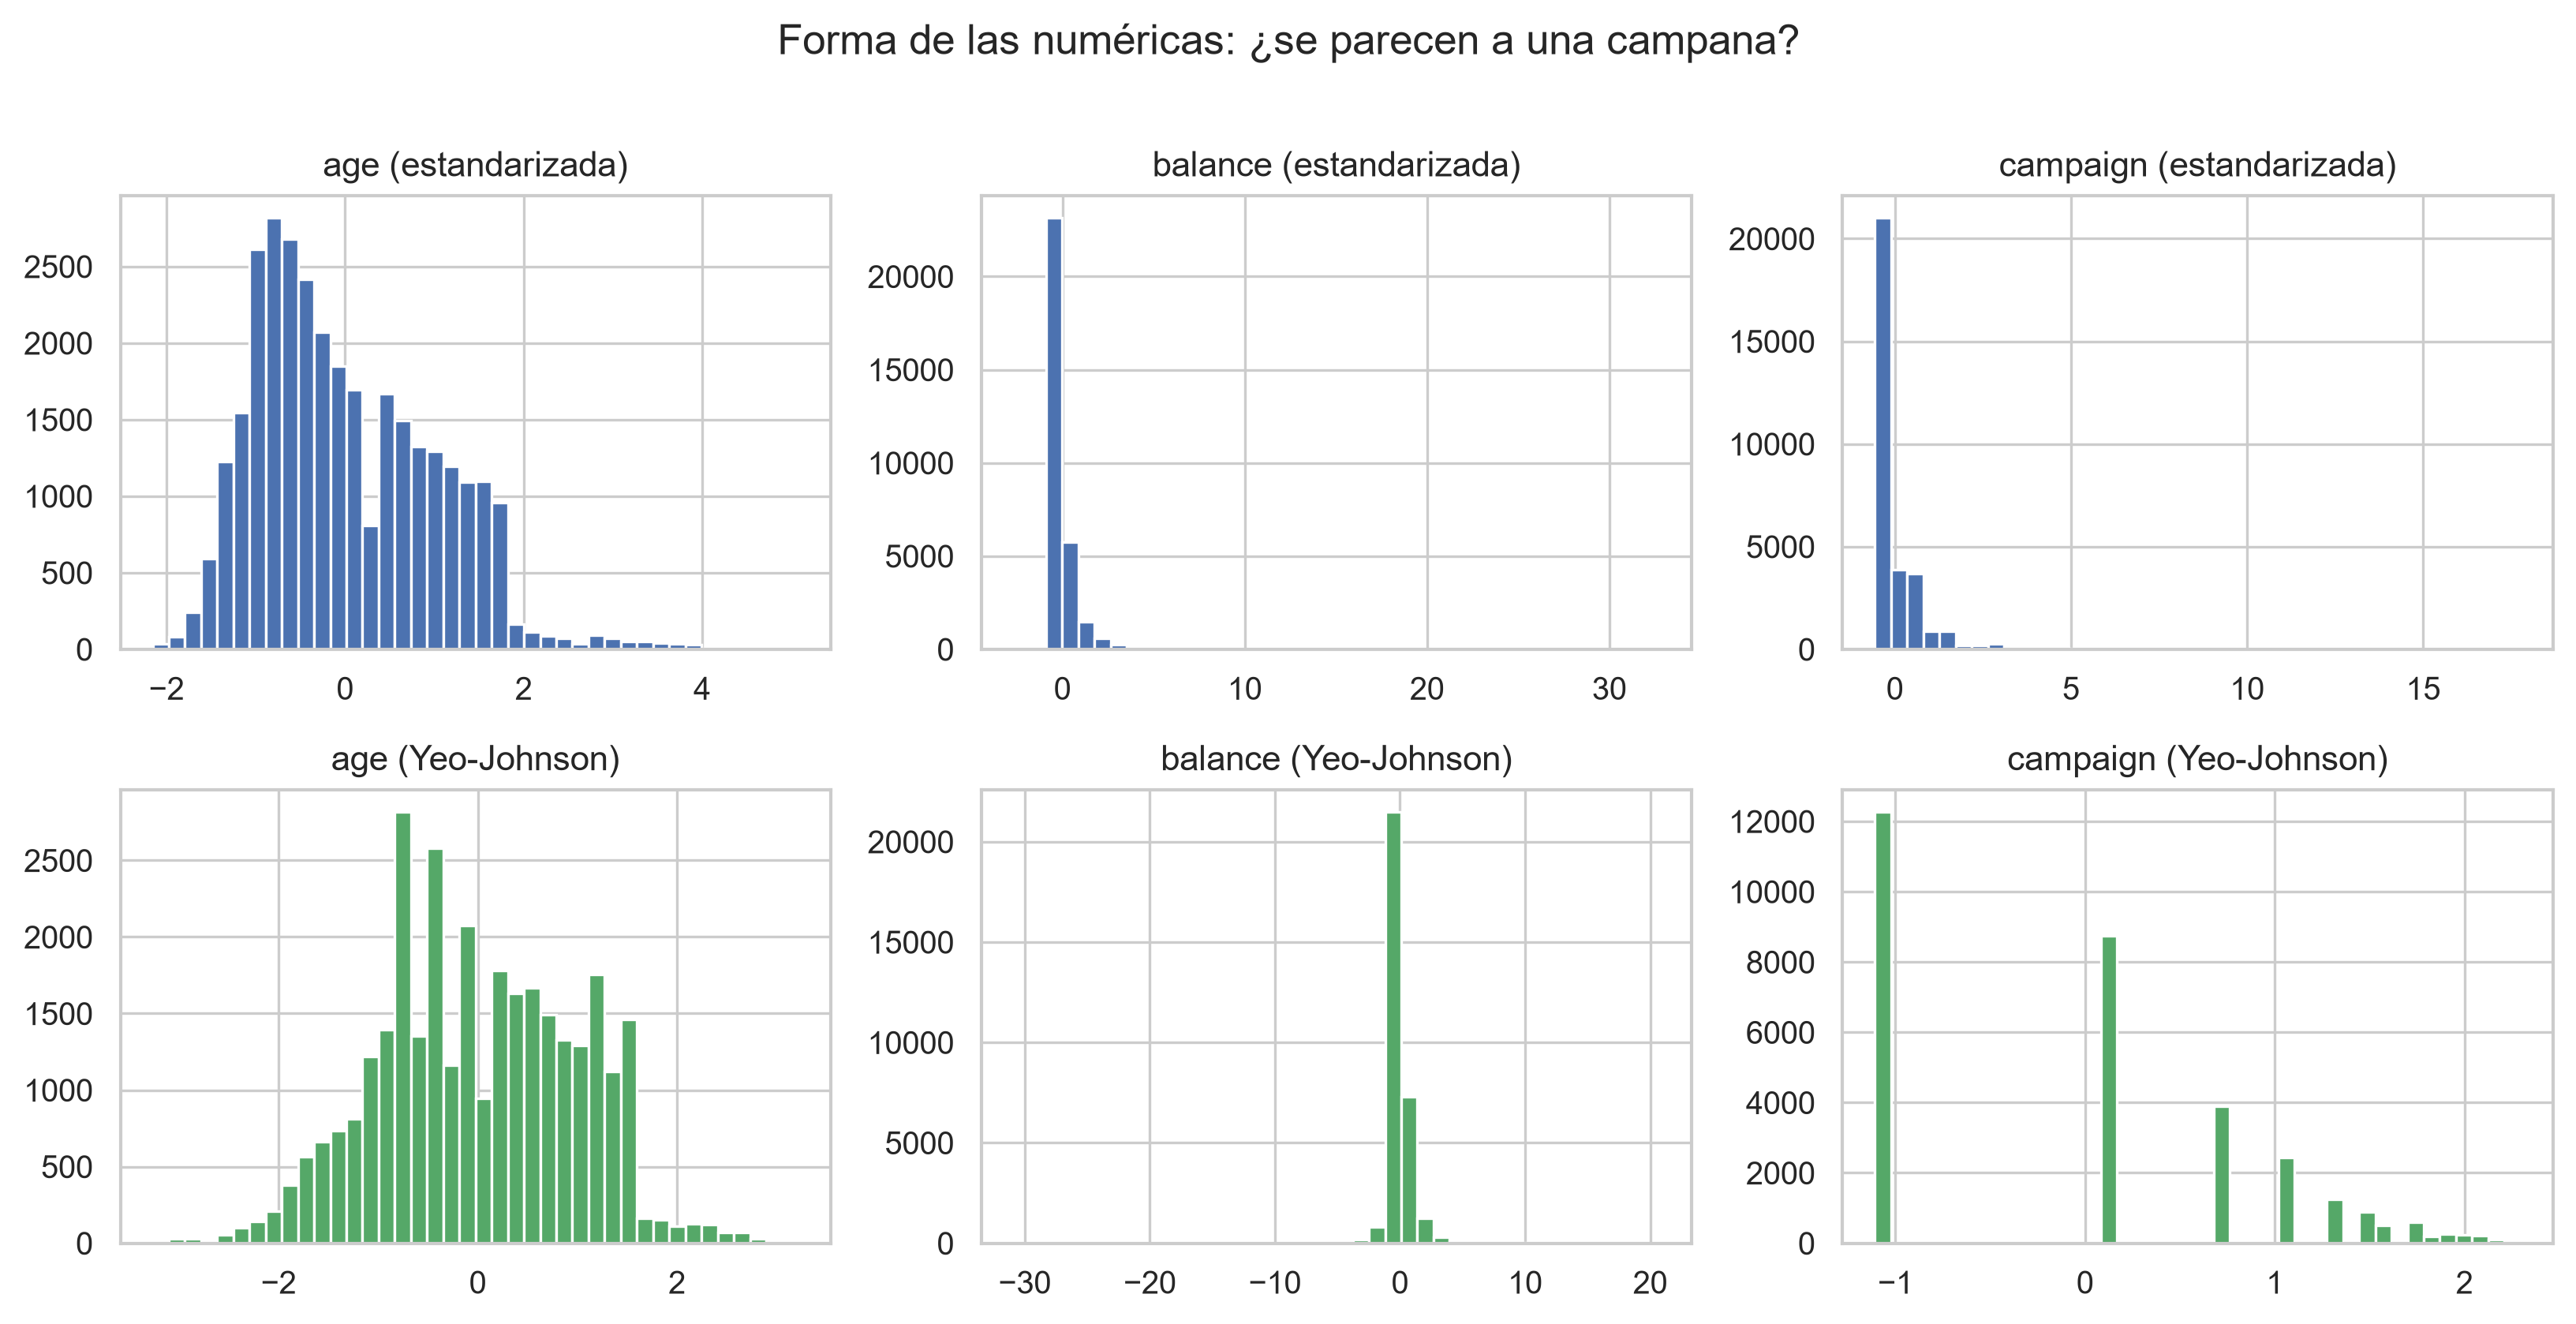 Forma de las numéricas: ¿se parecen a una campana?
age (estandarizada)
balance (estandarizada)
campaign (estandarizada)
2500
2000
1500
1000
500
0
−2 0 2 4
20000
15000
10000
5000
0
0 10 20 30
20000
15000
10000
5000
0
0 5 10 15
age (Yeo-Johnson)
balance (Yeo-Johnson)
campaign (Yeo-Johnson)
2500
2000
1500
1000
500
0
−2 0 2
20000
15000
10000
5000
0
−30 −20 −10 0 10 20
12000
10000
8000
6000
4000
2000
0
−1 0 1 2